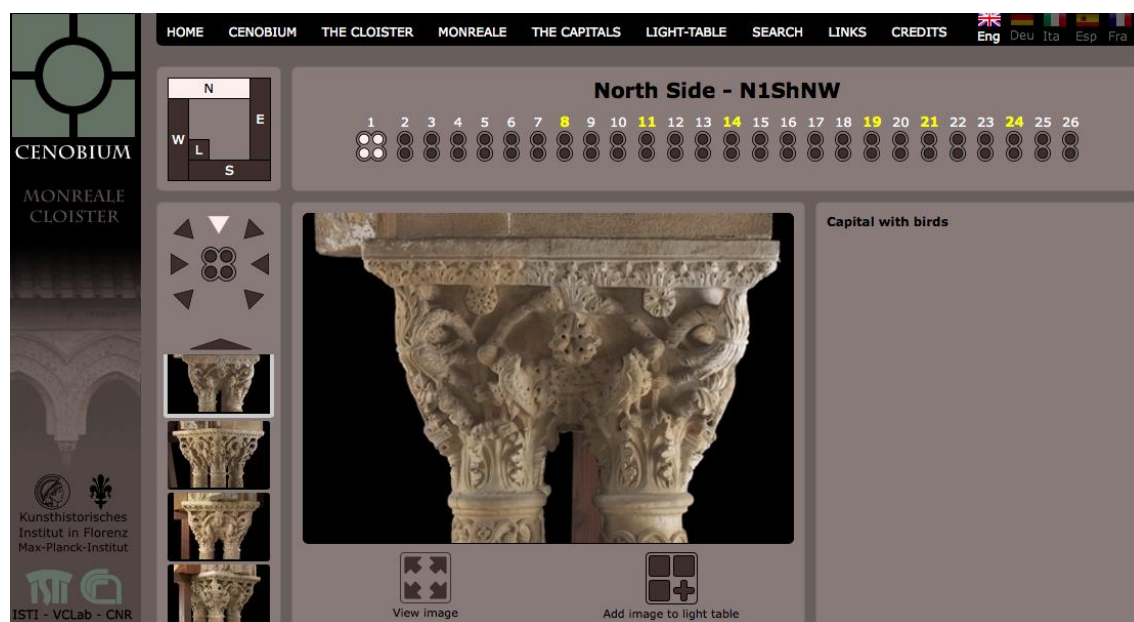 HOME CENOBIUM THE CLOISTER MONREALE THE CAPITALS LIGHT-TABLE SEARCH LINKS CREDITS Eng Deu Ita Esp Fra
CENOBIUM
MONREALE
CLOISTER
N
E
W
L
S
North Side - N1ShNW
1 2 3 4 5 6 7 8 9 10 11 12 13 14 15 16 17 18 19 20 21 22 23 24 25 26
Capital with birds
View image
Add image to light table
Kunsthistorisches
Institut in Florenz
Max-Planck-Institut
ISTI
ISTI - VCLab - CNR